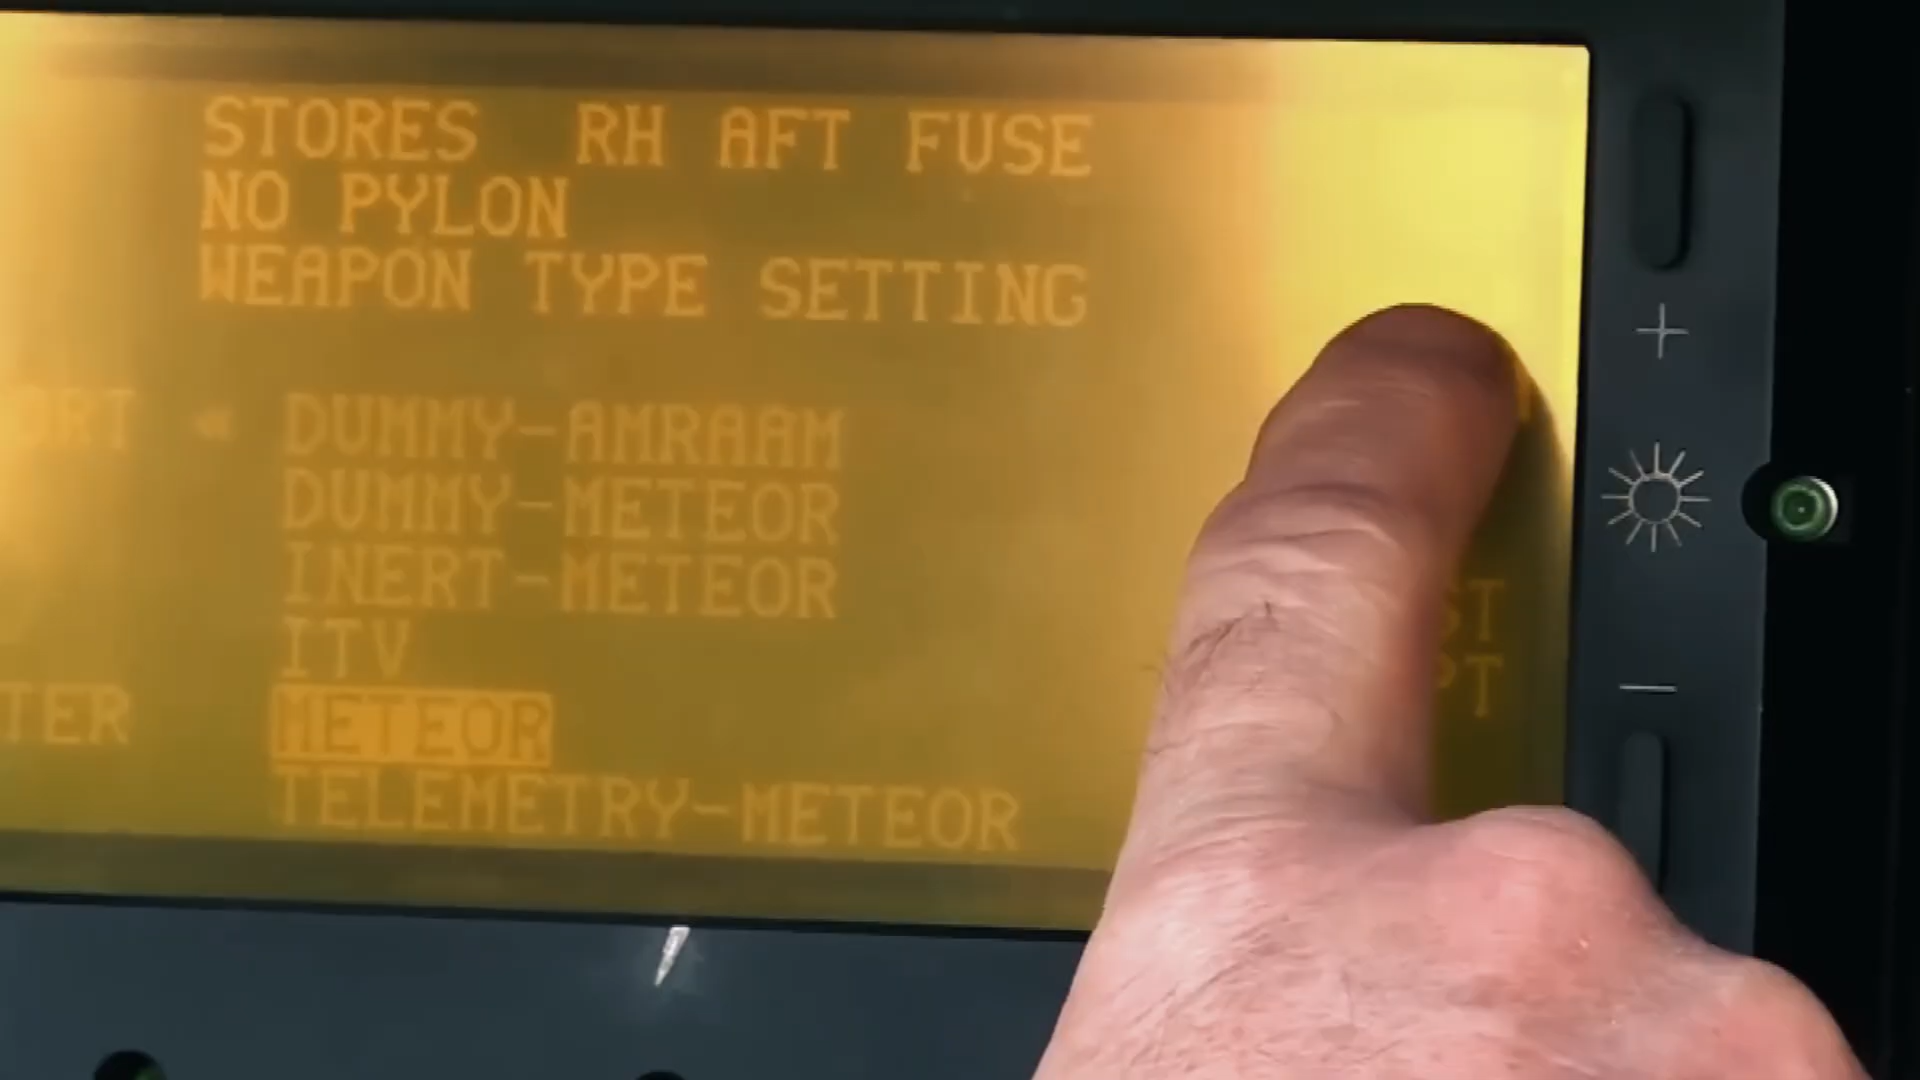 STORES RH AFT FUSE
NO PYLON
WEAPON TYPE SETTING
DUMMY-AMRAAM
DUMMY-METEOR
INERT-METEOR
ITV
METEOR
TELEMETRY-METEOR